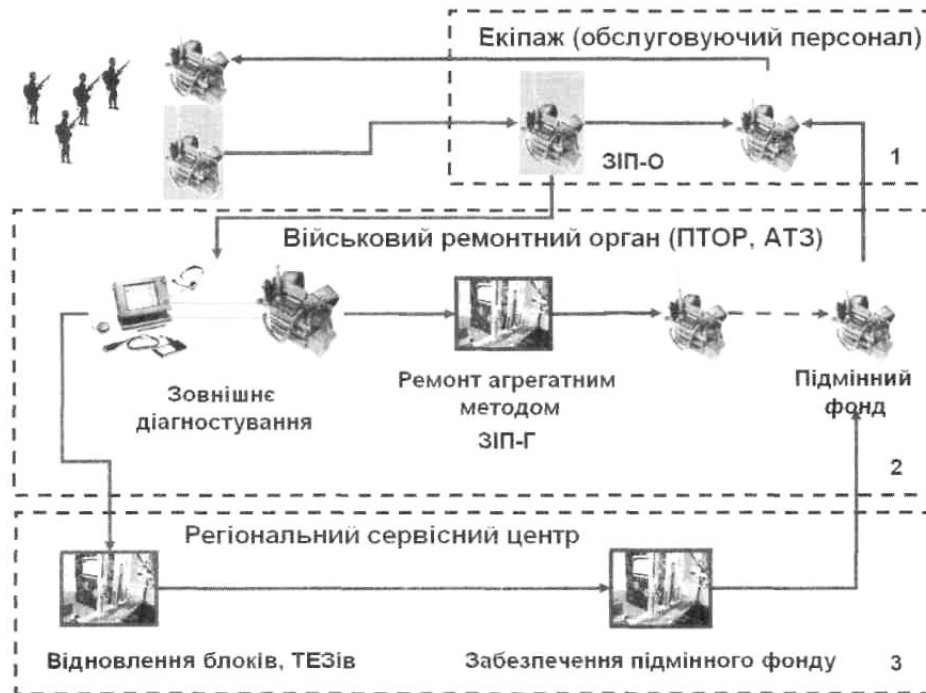 Екіпаж (обслуговуючий персонал)
ЗІП-О
1
Військовий ремонтний орган (ПТОР, АТЗ)
Зовнішнє
діагностування
Ремонт агрегатним
методом
ЗІП-Г
Підмінний
фонд
2
Регіональний сервісний центр
Відновлення блоків, ТЕЗів
Забезпечення підмінного фонду
3